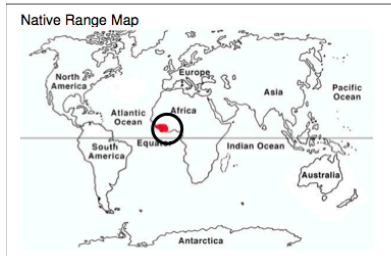 Native Range Map
North
America
Europe
Asia
Pacific
Ocean
Atlantic
Ocean
Africa
Equator
South
America
Indian Ocean
Australia
Antarctica